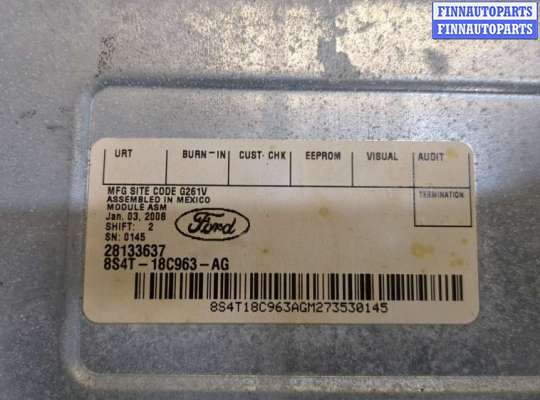 FINNAUTOPARTS
FINNAUTOPARTS
URT BURN-IN CUST. CHK EEPROM VISUAL AUDIT
TERMINATION
MFG SITE CODE G261V
ASSEMBLED IN MEXICO
MODULE ASM
Jan. 03, 2008
SHIFT: 2
SN: 0145
Ford
28133637
8S4T-18C963-AG
8S4T18C963AGM273530145